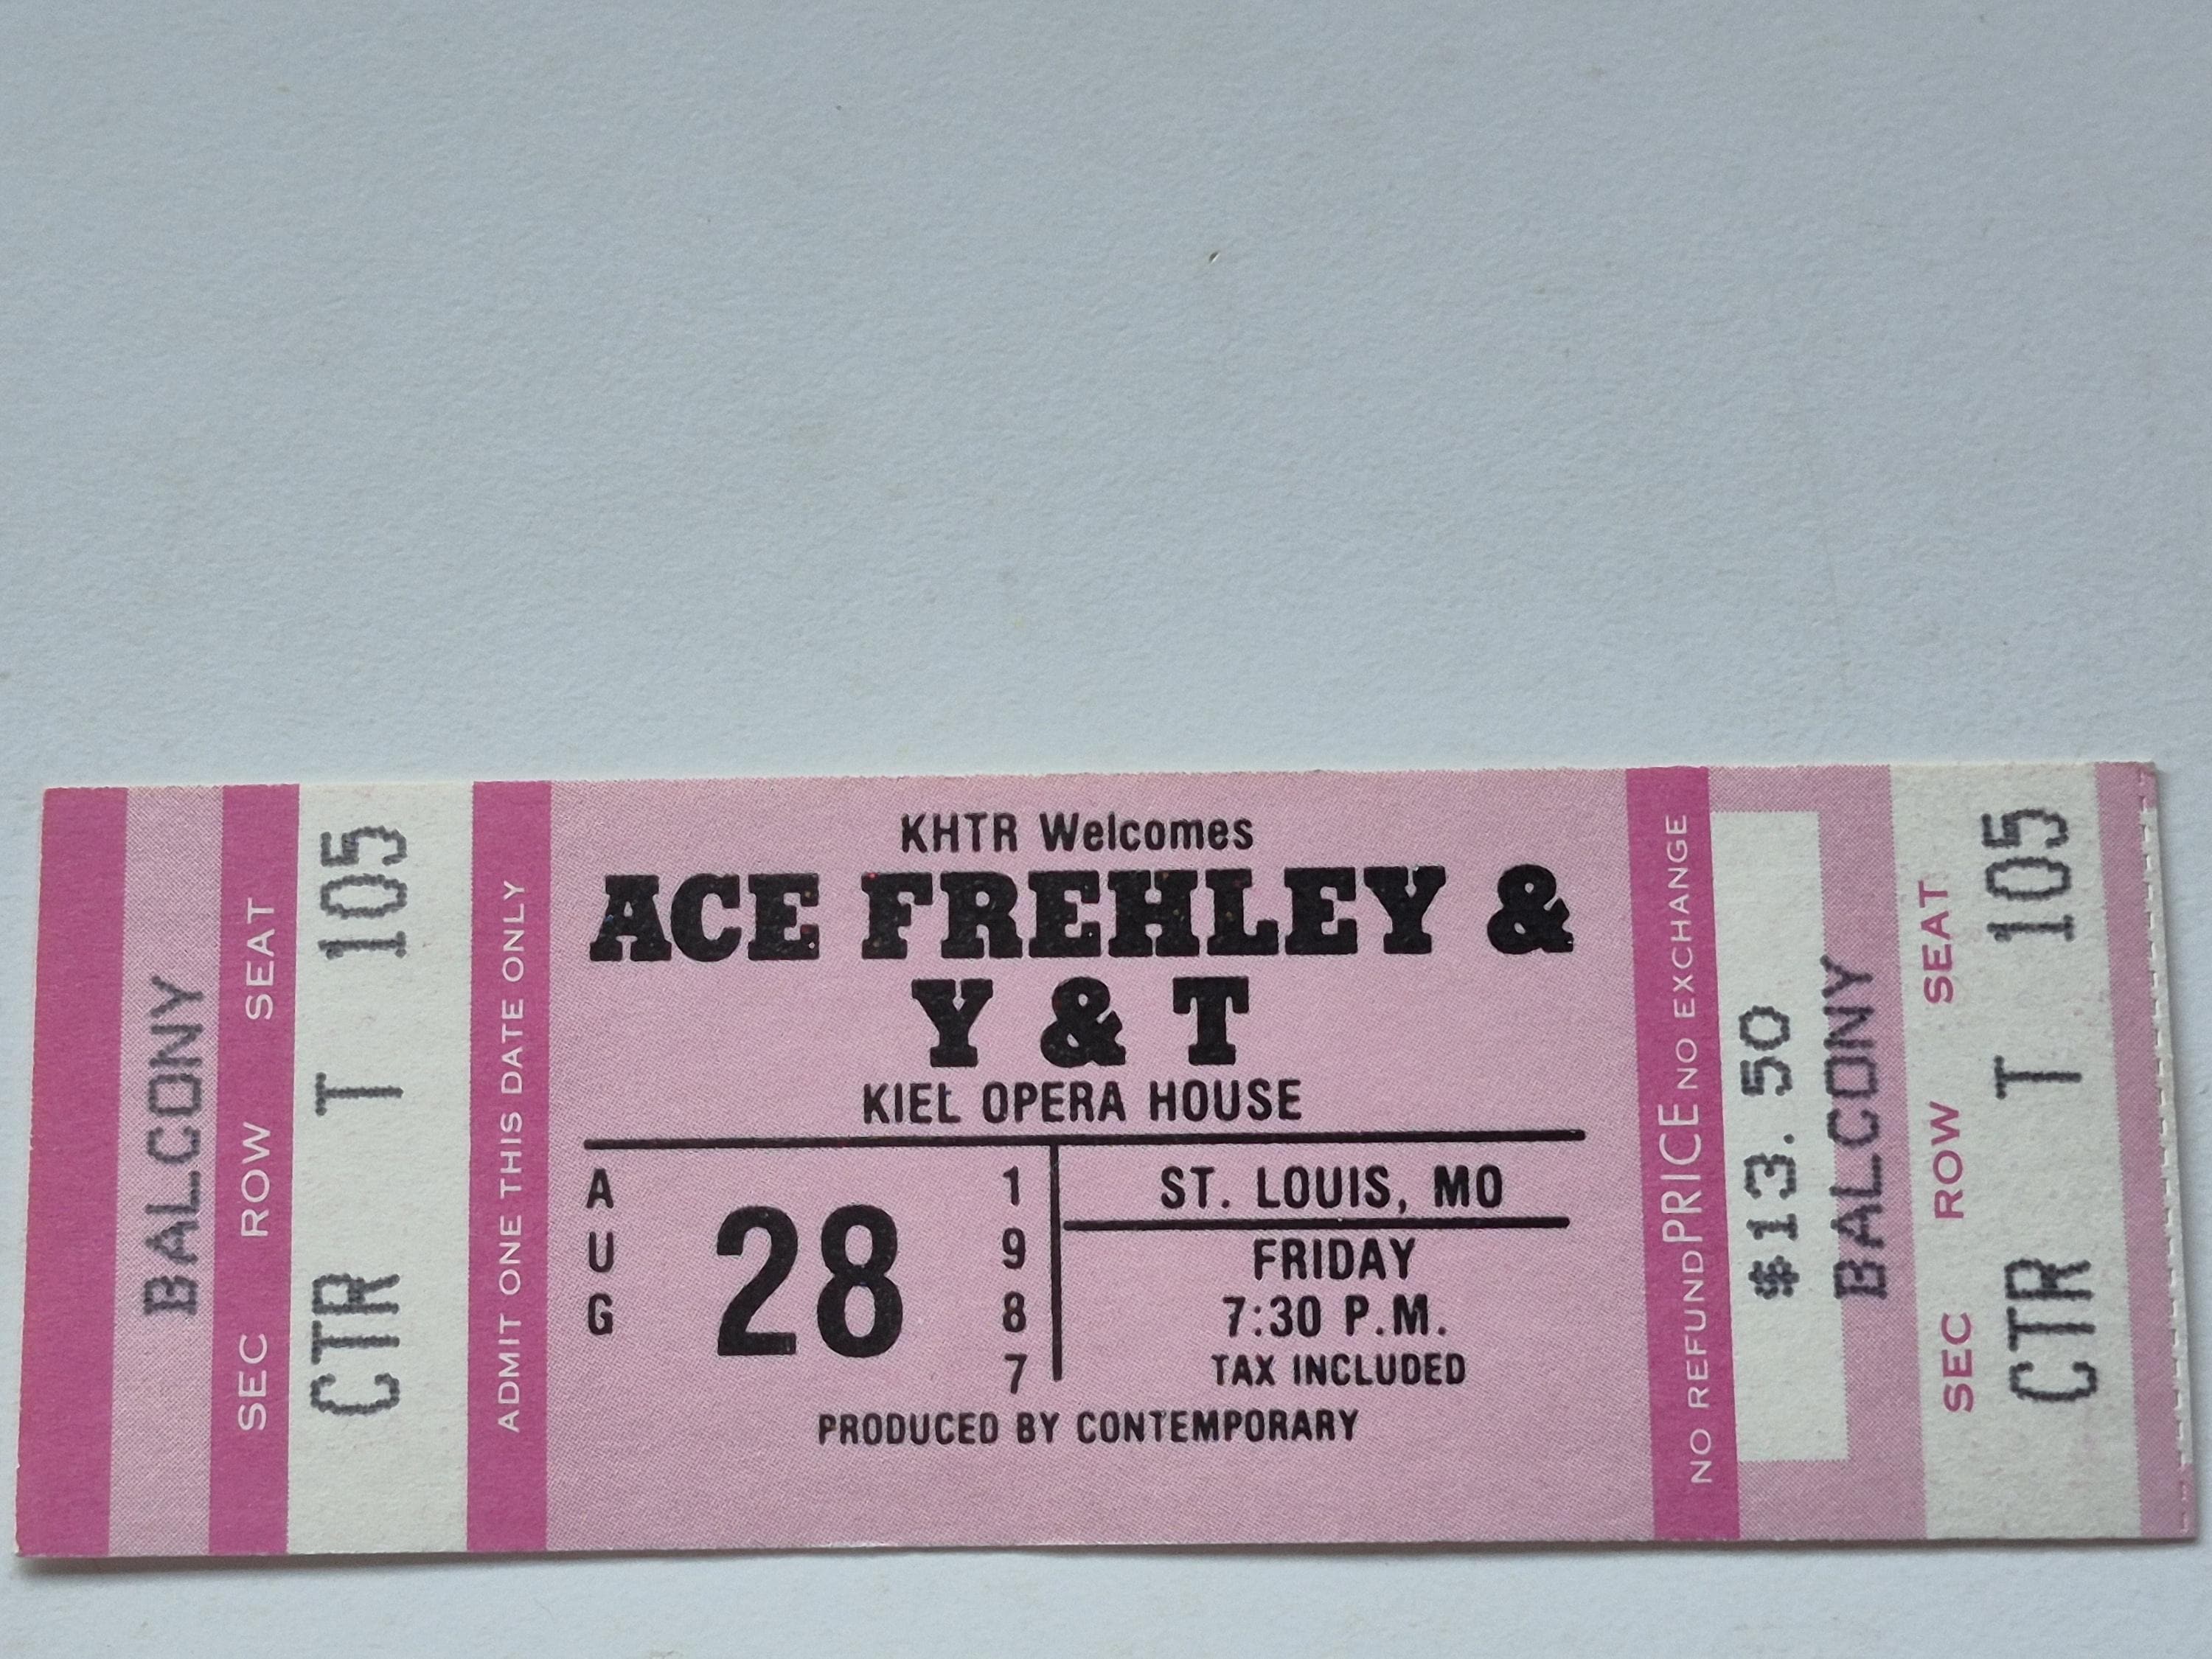 BALCONY
SEC ROW SEAT
CTR T 105
ADMIT ONE THIS DATE ONLY
KHTR Welcomes
ACE FREHLEY &
Y & T
KIEL OPERA HOUSE
AUG
28
1987
ST. LOUIS, MO
FRIDAY
7:30 P.M.
TAX INCLUDED
PRODUCED BY CONTEMPORARY
NO REFUND PRICE NO EXCHANGE
$13.50
BALCONY
SEC ROW SEAT
CTR T 105